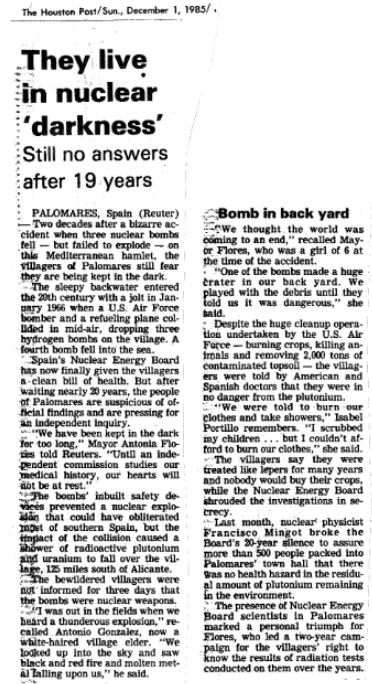 The Houston Post/Sun., December 1, 1985/
They live
in nuclear
'darkness'
Still no answers
after 19 years
PALOMARES, Spain (Reuter)
— Two decades after a bizarre ac-
cident when three nuclear bombs
fell — but failed to explode — on
this Mediterranean hamlet, the
villagers of Palomares still fear
they are being kept in the dark.
The sleepy backwater entered
the 20th century with a jolt in Jan-
uary 1966 when a U.S. Air Force
bomber and a refueling plane col-
lided in mid-air, dropping three
hydrogen bombs on the village. A
fourth bomb fell into the sea.
Spain's Nuclear Energy Board
has now finally given the villagers
a clean bill of health. But after
waiting nearly 20 years, the people
of Palomares are suspicious of of-
ficial findings and are pressing for
an independent inquiry.
"We have been kept in the dark
for too long," Mayor Antonia Flo-
res told Reuters. "Until an inde-
pendent commission studies our
medical history, our hearts will
not be at rest."
The bombs' inbuilt safety de-
vices prevented a nuclear explo-
sion that could have obliterated
most of southern Spain, but the
impact of the collision caused a
shower of radioactive plutonium
and uranium to fall over the vil-
lage, 125 miles south of Alicante.
The bewildered villagers were
not informed for three days that
the bombs were nuclear weapons.
"I was out in the fields when we
heard a thunderous explosion," re-
called Antonio Gonzalez, now a
white-haired village elder. "We
looked up into the sky and saw
black and red fire and molten met-
al falling upon us," he said.
Bomb in back yard
"We thought the world was
coming to an end," recalled May-
or Flores, who was a girl of 6 at
the time of the accident.
"One of the bombs made a huge
crater in our back yard. We
played with the debris until they
told us it was dangerous," she
said.
Despite the huge cleanup opera-
tion undertaken by the U.S. Air
Force — burning crops, killing an-
imals and removing 2,000 tons of
contaminated topsoil — the villag-
ers were told by American and
Spanish doctors that they were in
no danger from the plutonium.
"We were told to burn our
clothes and take showers," Isabel
Portillo remembers. "I scrubbed
my children . . . but I couldn't af-
ford to burn our clothes," she said.
The villagers say they were
treated like lepers for many years
and nobody would buy their crops,
while the Nuclear Energy Board
shrouded the investigations in se-
crecy.
Last month, nuclear physicist
Francisco Mingot broke the
Board's 20-year silence to assure
more than 500 people packed into
Palomares' town hall that there
was no health hazard in the residu-
al amount of plutonium remaining
in the environment.
The presence of Nuclear Energy
Board scientists in Palomares
marked a personal triumph for
Flores, who led a two-year cam-
paign for the villagers' right to
know the results of radiation tests
conducted on them over the years.